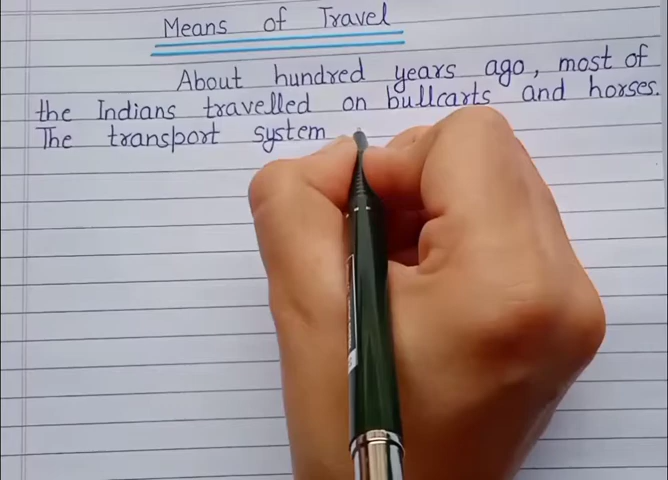 Means of Travel
About hundred years ago, most of
the Indians travelled on bullcarts and horses.
The transport system